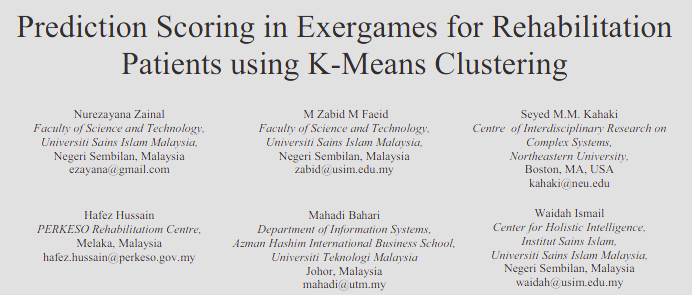 Prediction Scoring in Exergames for Rehabilitation
Patients using K-Means Clustering
Nurezayana Zainal
Faculty of Science and Technology,
Universiti Sains Islam Malaysia,
Negeri Sembilan, Malaysia
ezayana@gmail.com
M Zabid M Faeid
Faculty of Science and Technology,
Universiti Sains Islam Malaysia,
Negeri Sembilan, Malaysia
zabid@usim.edu.my
Seyed M.M. Kahaki
Centre of Interdisciplinary Research on
Complex Systems,
Northeastern University,
Boston, MA, USA
kahaki@neu.edu
Hafez Hussain
PERKESO Rehabilitatiom Centre,
Melaka, Malaysia
hafez.hussain@perkeso.gov.my
Mahadi Bahari
Department of Information Systems,
Azman Hashim International Business School,
Universiti Teknologi Malaysia
Johor, Malaysia
mahadi@utm.my
Waidah Ismail
Center for Holistic Intelligence,
Institut Sains Islam,
Universiti Sains Islam Malaysia,
Negeri Sembilan, Malaysia
waidah@usim.edu.my